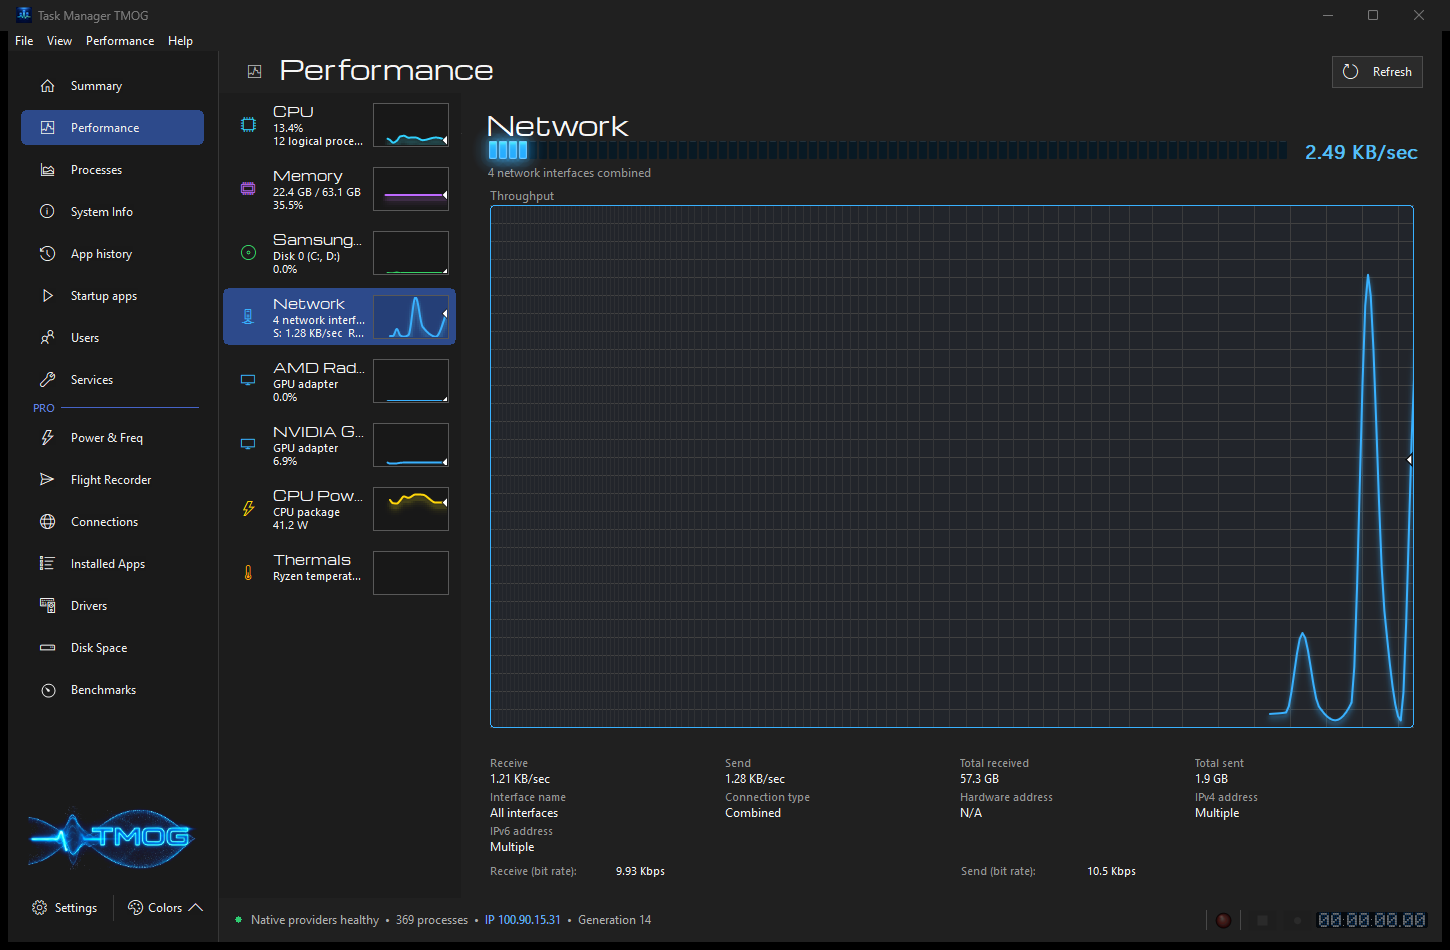 Task Manager TMOG
File View Performance Help
Summary
Performance
Processes
System Info
App history
Startup apps
Users
Services
PRO
Power & Freq
Flight Recorder
Connections
Installed Apps
Drivers
Disk Space
Benchmarks
TMOG
Settings
Colors
Performance
Refresh
CPU
13.4%
12 logical proce...
Memory
22.4 GB / 63.1 GB
35.5%
Samsung...
Disk 0 (C:, D:)
0.0%
Network
4 network interf...
S: 1.28 KB/sec R...
AMD Rad...
GPU adapter
0.0%
NVIDIA G...
GPU adapter
6.9%
CPU Pow...
CPU package
41.2 W
Thermals
Ryzen temperat...
Network
2.49 KB/sec
4 network interfaces combined
Throughput
Receive
1.21 KB/sec
Send
1.28 KB/sec
Total received
57.3 GB
Total sent
1.9 GB
Interface name
All interfaces
Connection type
Combined
Hardware address
N/A
IPv4 address
Multiple
IPv6 address
Multiple
Receive (bit rate): 9.93 Kbps
Send (bit rate): 10.5 Kbps
Native providers healthy • 369 processes • IP 100.90.15.31 • Generation 14
00:00:00.00